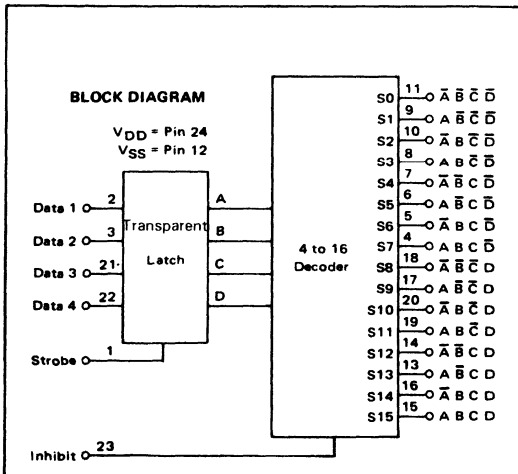 BLOCK DIAGRAM
VDD = Pin 24
VSS = Pin 12
Data 1 2
Data 2 3
Data 3 21
Data 4 22
Strobe 1
Inhibit 23
Transparent
Latch
A
B
C
D
4 to 16
Decoder
S0 11 A̅ B̅ C̅ D̅
S1 9 A B̅ C̅ D̅
S2 10 A̅ B C̅ D̅
S3 8 A B C̅ D̅
S4 7 A̅ B̅ C D̅
S5 6 A B̅ C D̅
S6 5 A̅ B C D̅
S7 4 A B C D̅
S8 18 A̅ B̅ C̅ D
S9 17 A B̅ C̅ D
S10 20 A̅ B C̅ D
S11 19 A B C̅ D
S12 14 A̅ B̅ C D
S13 13 A B̅ C D
S14 16 A̅ B C D
S15 15 A B C D